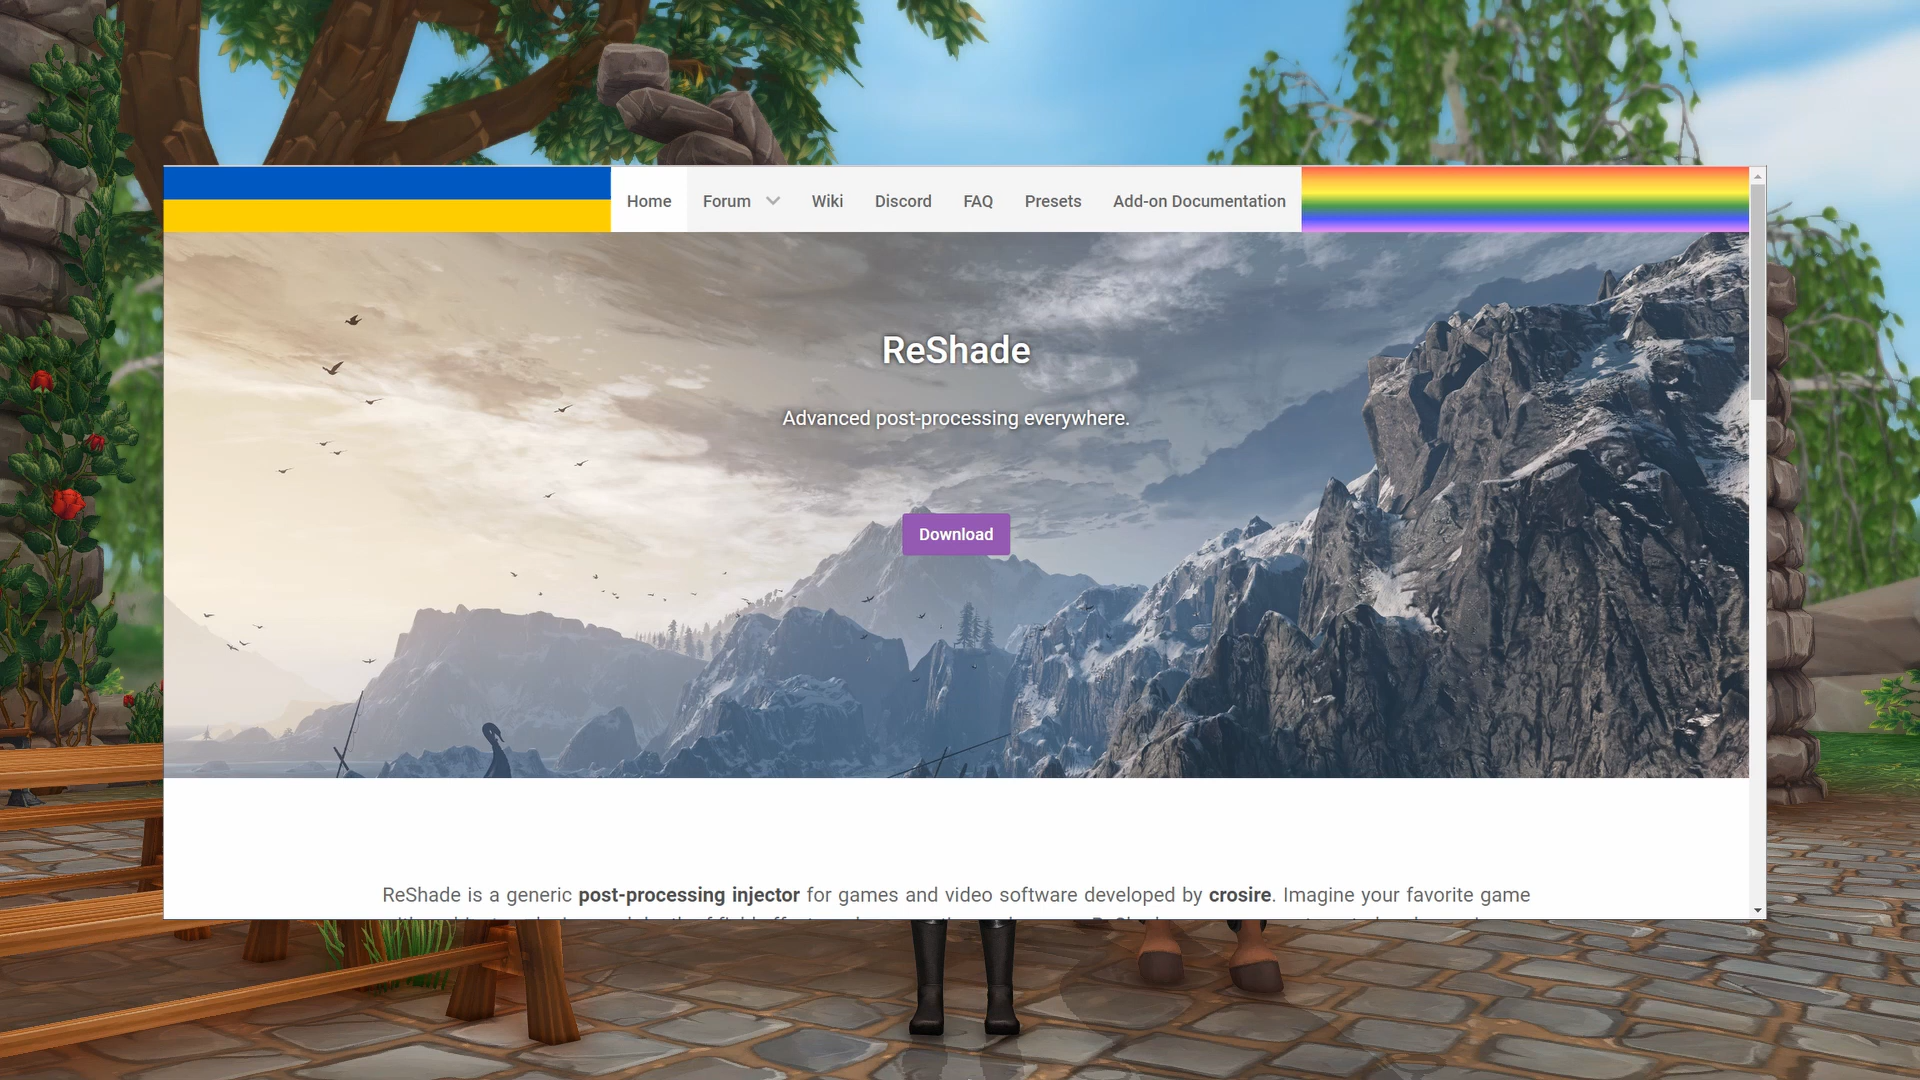 Home Forum Wiki Discord FAQ Presets Add-on Documentation
ReShade
Advanced post-processing everywhere.
Download
ReShade is a generic post-processing injector for games and video software developed by crosire. Imagine your favorite game